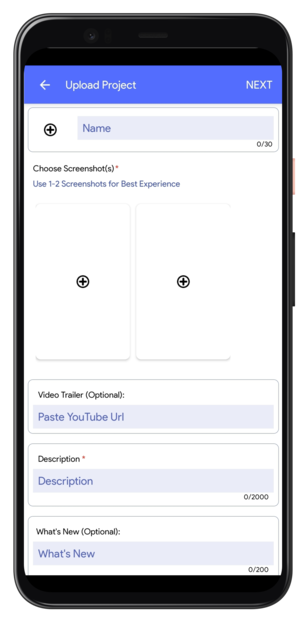 Upload Project
NEXT
Name
0/30
Choose Screenshot(s)*
Use 1-2 Screenshots for Best Experience
Video Trailer (Optional):
Paste YouTube Url
Description *
Description
0/2000
What's New (Optional):
What's New
0/200